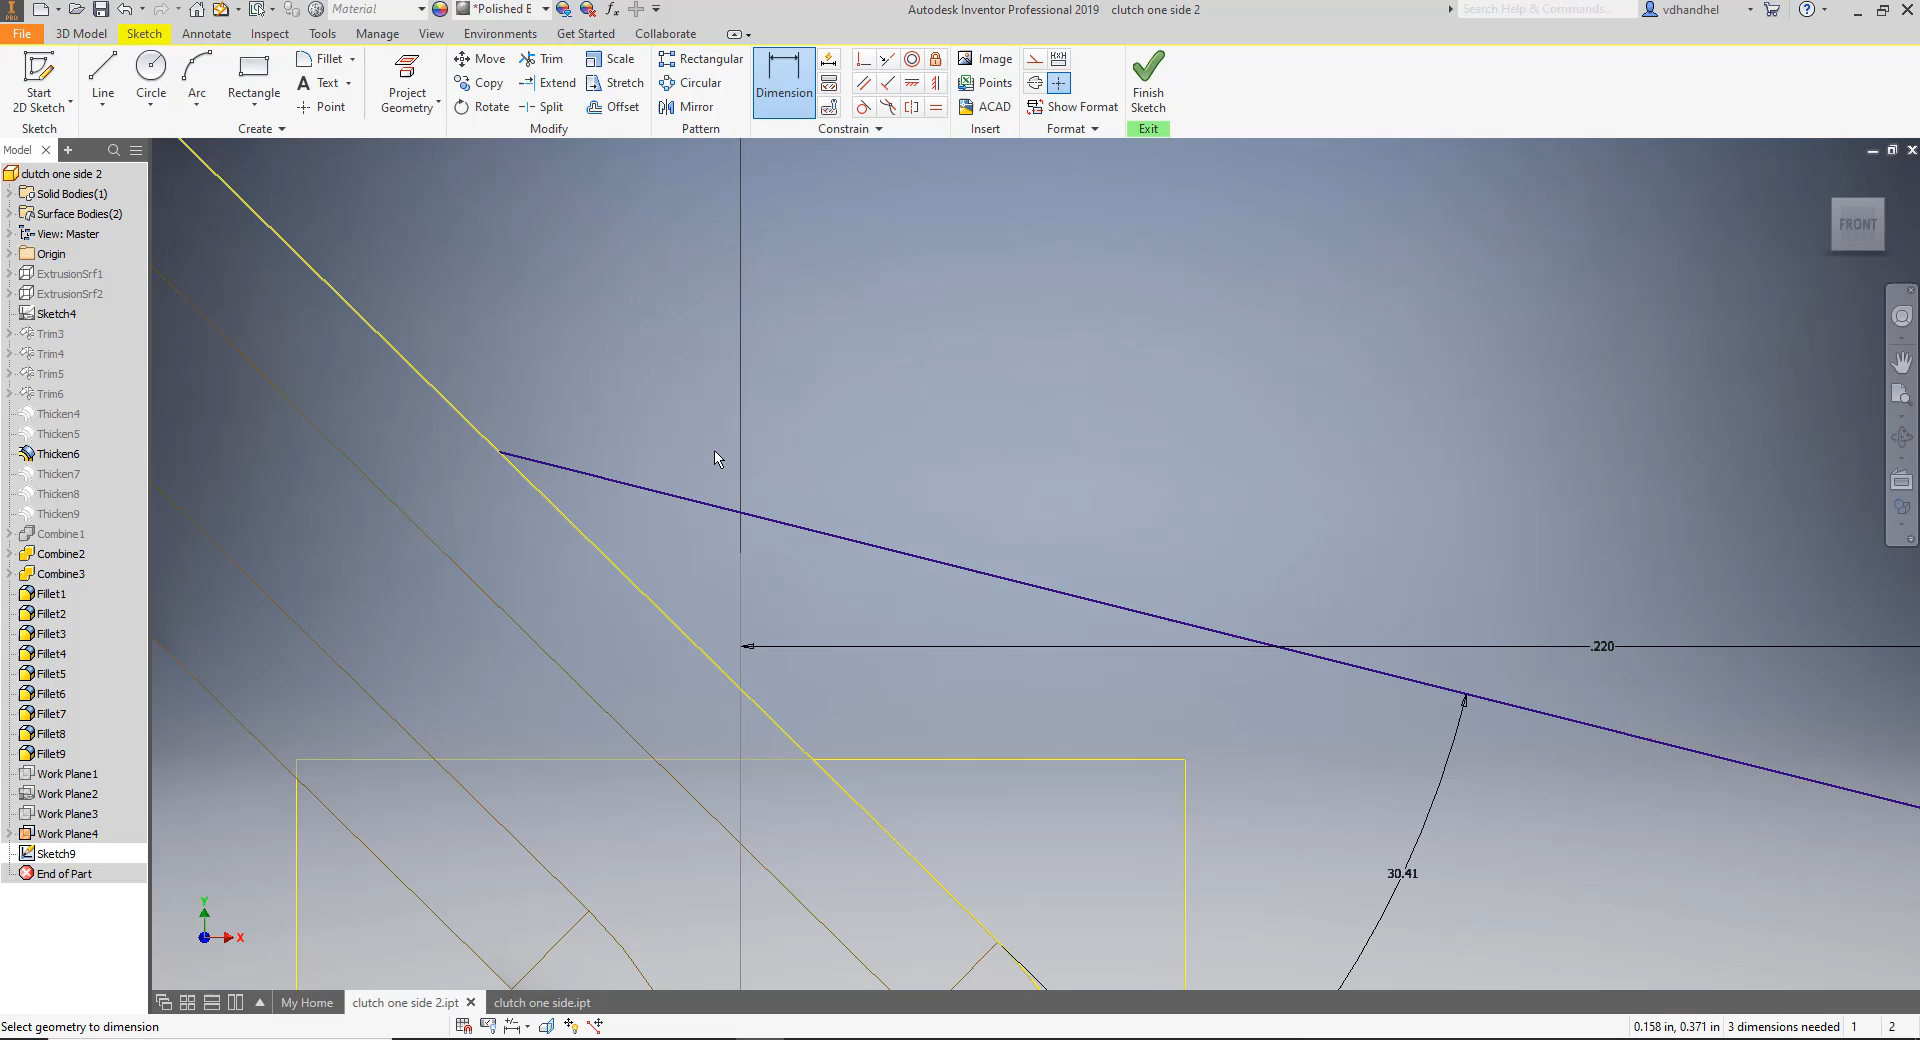 Material
*Polished E
Autodesk Inventor Professional 2019 clutch one side 2
Search Help & Commands...
vdhandhel
PRO
File
3D Model
Sketch
Annotate
Inspect
Tools
Manage
View
Environments
Get Started
Collaborate
Start
2D Sketch
Line
Circle
Arc
Rectangle
Fillet
Text
Point
Project
Geometry
Move
Copy
Rotate
Trim
Extend
Split
Scale
Stretch
Offset
Rectangular
Circular
Mirror
Dimension
Image
Points
ACAD
Show Format
Finish
Sketch
Sketch
Create
Modify
Pattern
Constrain
Insert
Format
Exit
Model
clutch one side 2
Solid Bodies(1)
Surface Bodies(2)
View: Master
Origin
ExtrusionSrf1
ExtrusionSrf2
Sketch4
Trim3
Trim4
Trim5
Trim6
Thicken4
Thicken5
Thicken6
Thicken7
Thicken8
Thicken9
Combine1
Combine2
Combine3
Fillet1
Fillet2
Fillet3
Fillet4
Fillet5
Fillet6
Fillet7
Fillet8
Fillet9
Work Plane1
Work Plane2
Work Plane3
Work Plane4
Sketch9
End of Part
FRONT
.220
30.41
Y
X
My Home
clutch one side 2.ipt
clutch one side.ipt
Select geometry to dimension
0.158 in, 0.371 in 3 dimensions needed 1 2